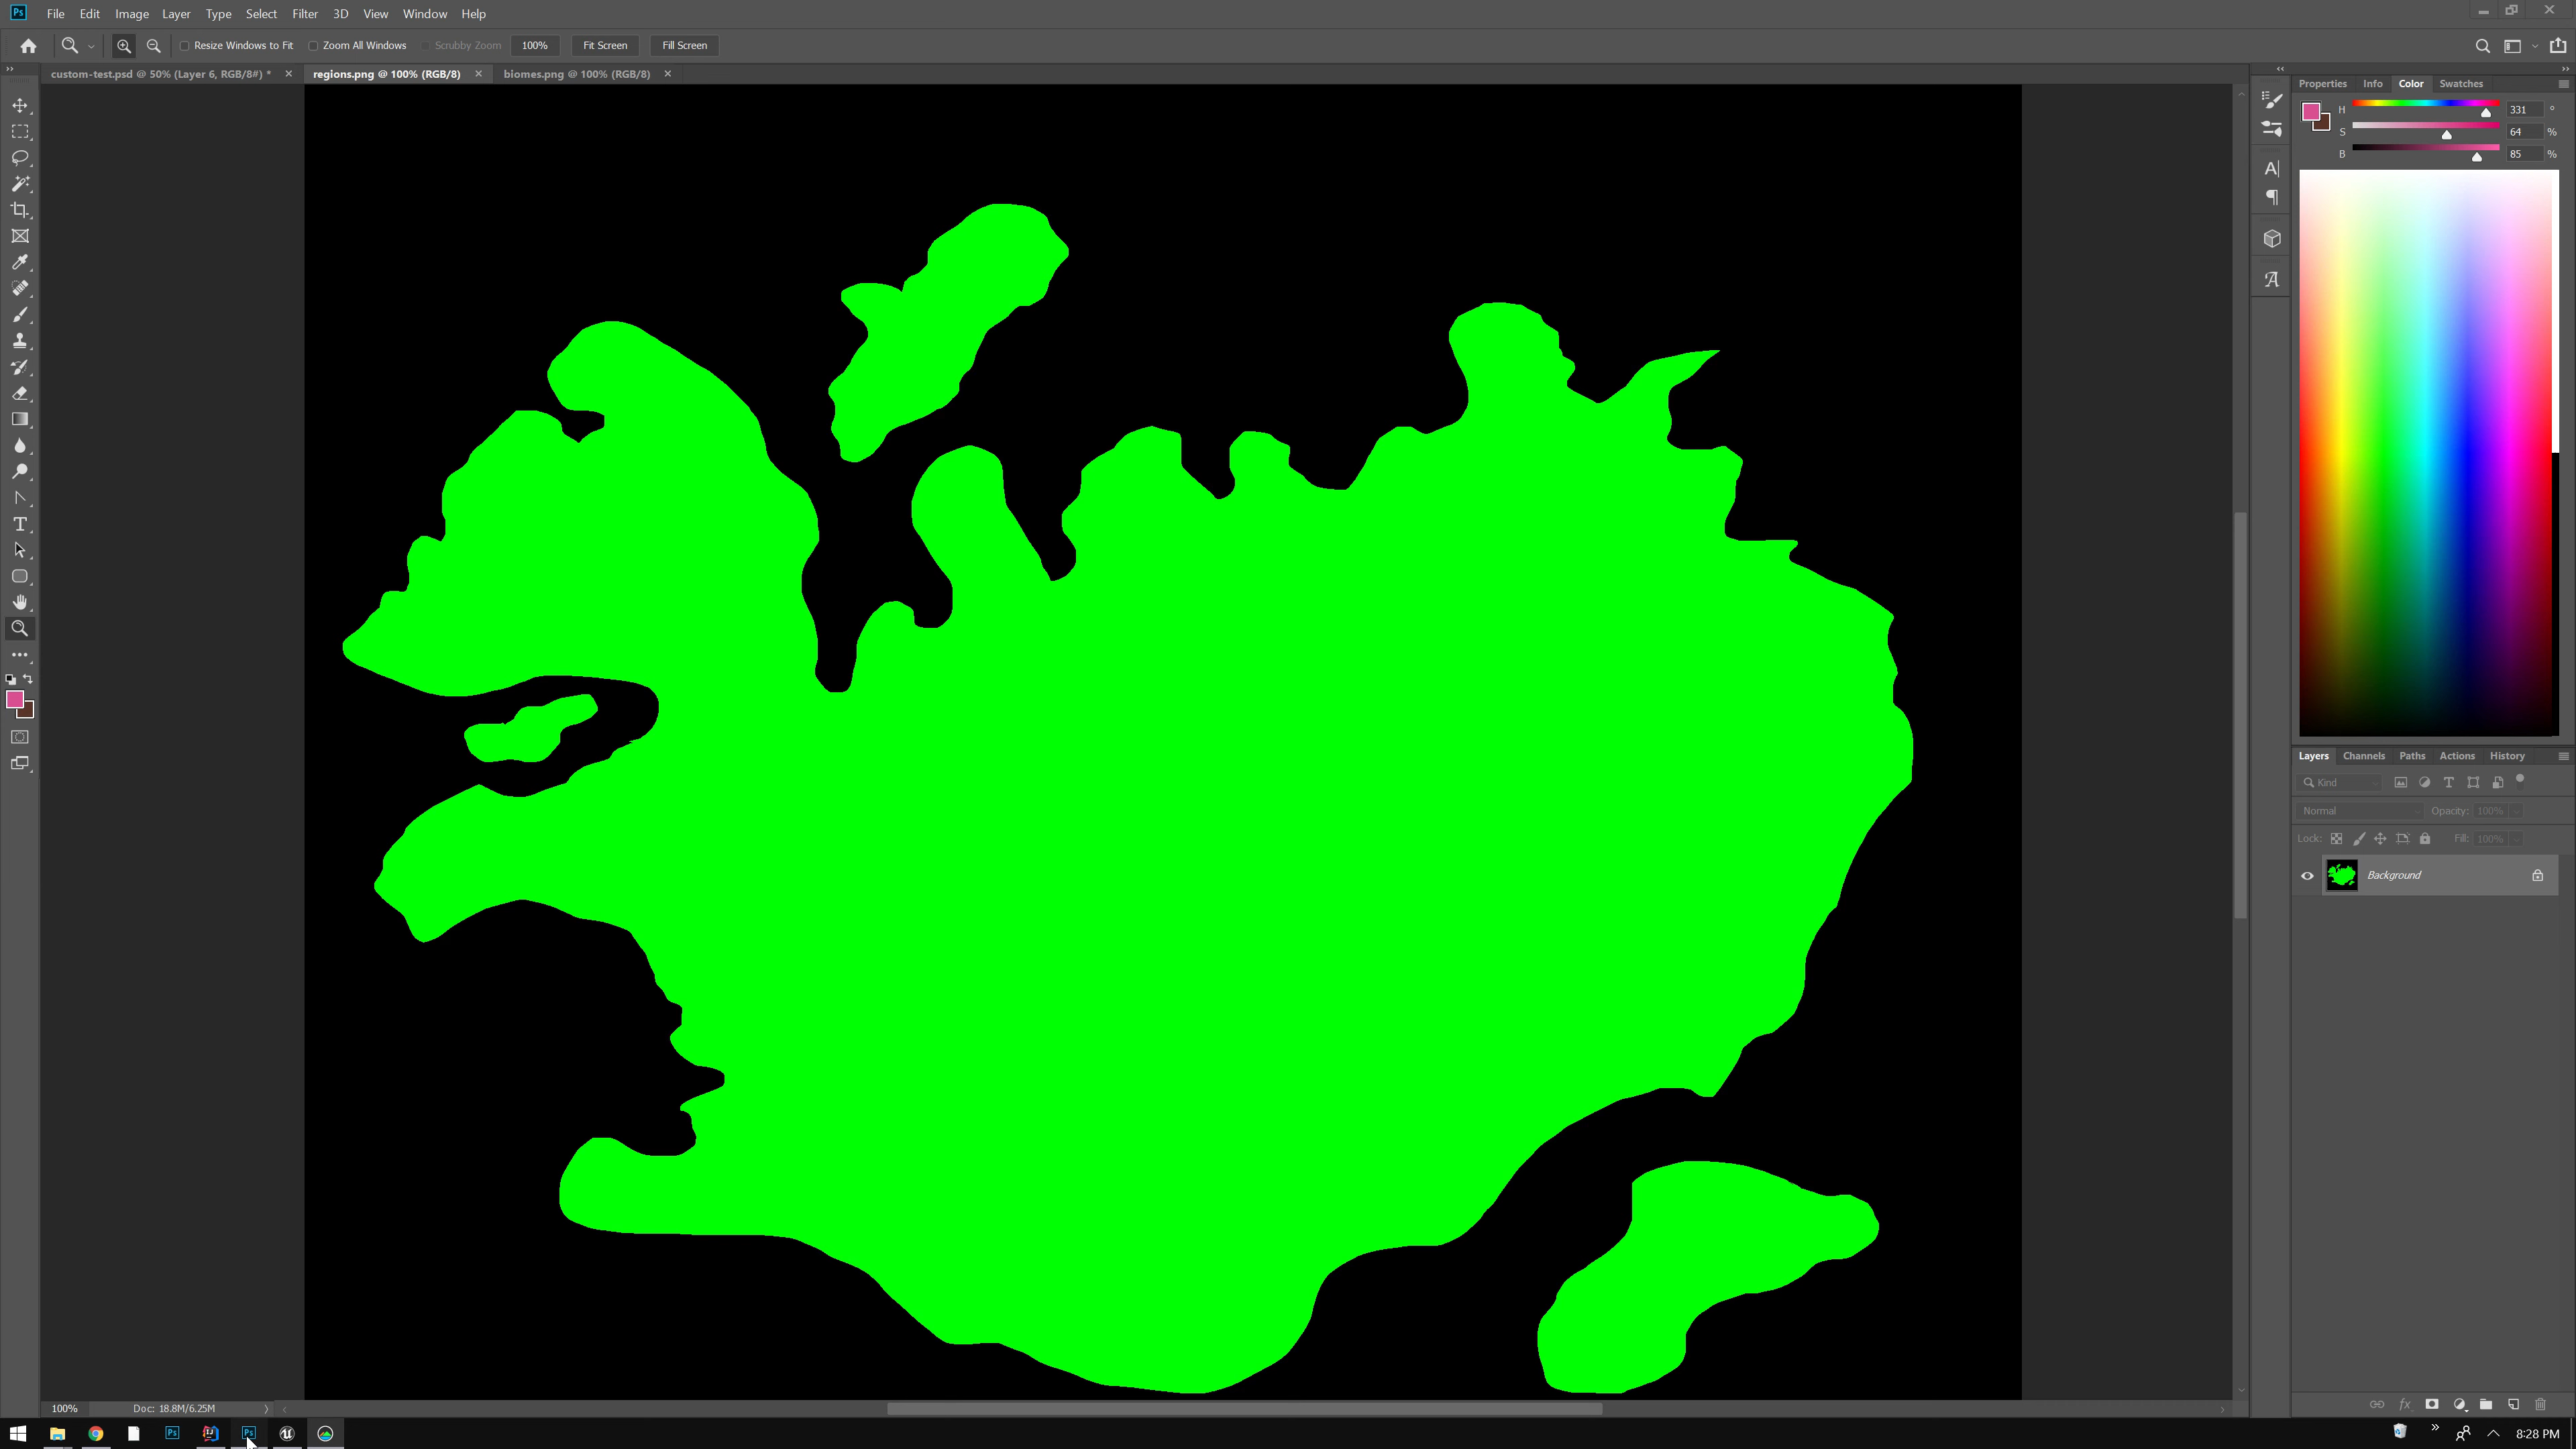 Ps File Edit Image Layer Type Select Filter 3D View Window Help
Resize Windows to Fit Zoom All Windows Scrubby Zoom 100% Fit Screen Fill Screen
custom-test.psd @ 50% (Layer 6, RGB/8#) * regions.png @ 100% (RGB/8) biomes.png @ 100% (RGB/8)
Properties Info Color Swatches
H 331 °
S 64 %
B 85 %
Layers Channels Paths Actions History
Kind
Normal Opacity: 100%
Lock: Fill: 100%
Background
100% Doc: 18.8M/6.25M
8:28 PM